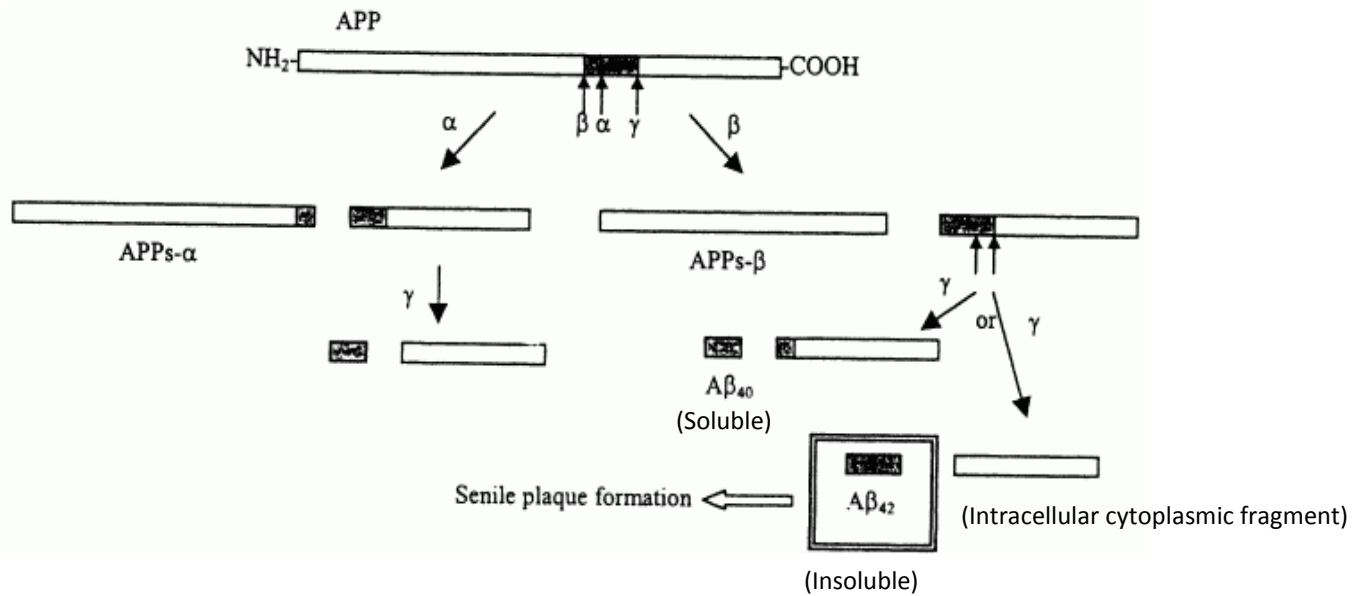 APP
NH₂- -COOH
β α γ
α β
APPs-α APPs-β
γ γ or γ
Aβ₄₀
(Soluble)
Senile plaque formation
Aβ₄₂
(Intracellular cytoplasmic fragment)
(Insoluble)